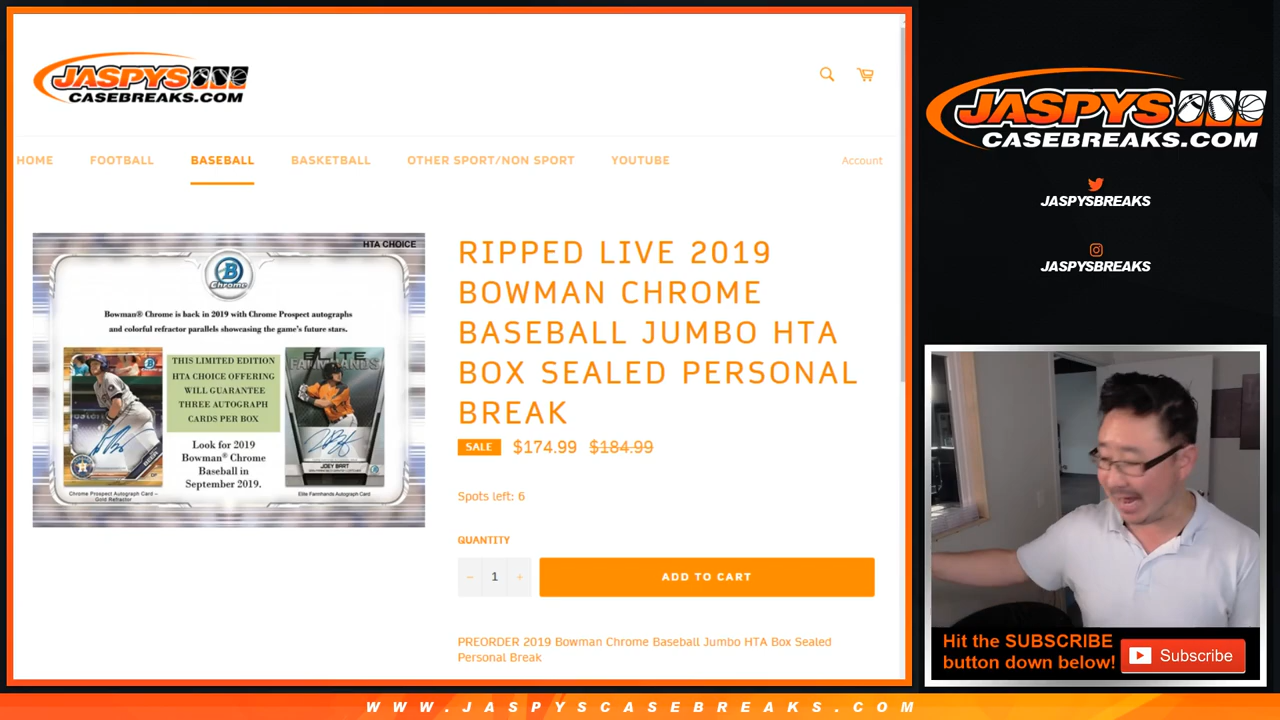 JASPYS
CASEBREAKS.COM
HOME
FOOTBALL
BASEBALL
BASKETBALL
OTHER SPORT/NON SPORT
YOUTUBE
Account
HTA CHOICE
B
Chrome
Bowman® Chrome is back in 2019 with Chrome Prospect autographs
and colorful refractor parallels showcasing the game's future stars.
THIS LIMITED EDITION
HTA CHOICE OFFERING
WILL GUARANTEE
THREE AUTOGRAPH
CARDS PER BOX
Look for 2019
Bowman® Chrome
Baseball in
September 2019.
Chrome Prospect Autograph Card –
Gold Refractor
ELITE
FARMHANDS
JOEY BART
Elite Farmhands Autograph Card
RIPPED LIVE 2019
BOWMAN CHROME
BASEBALL JUMBO HTA
BOX SEALED PERSONAL
BREAK
SALE $174.99 $184.99
Spots left: 6
QUANTITY
− 1 +
ADD TO CART
PREORDER 2019 Bowman Chrome Baseball Jumbo HTA Box Sealed
Personal Break
JASPYS
CASEBREAKS.COM
JASPYSBREAKS
JASPYSBREAKS
Hit the SUBSCRIBE
button down below!
Subscribe
WWW.JASPYSCASEBREAKS.COM